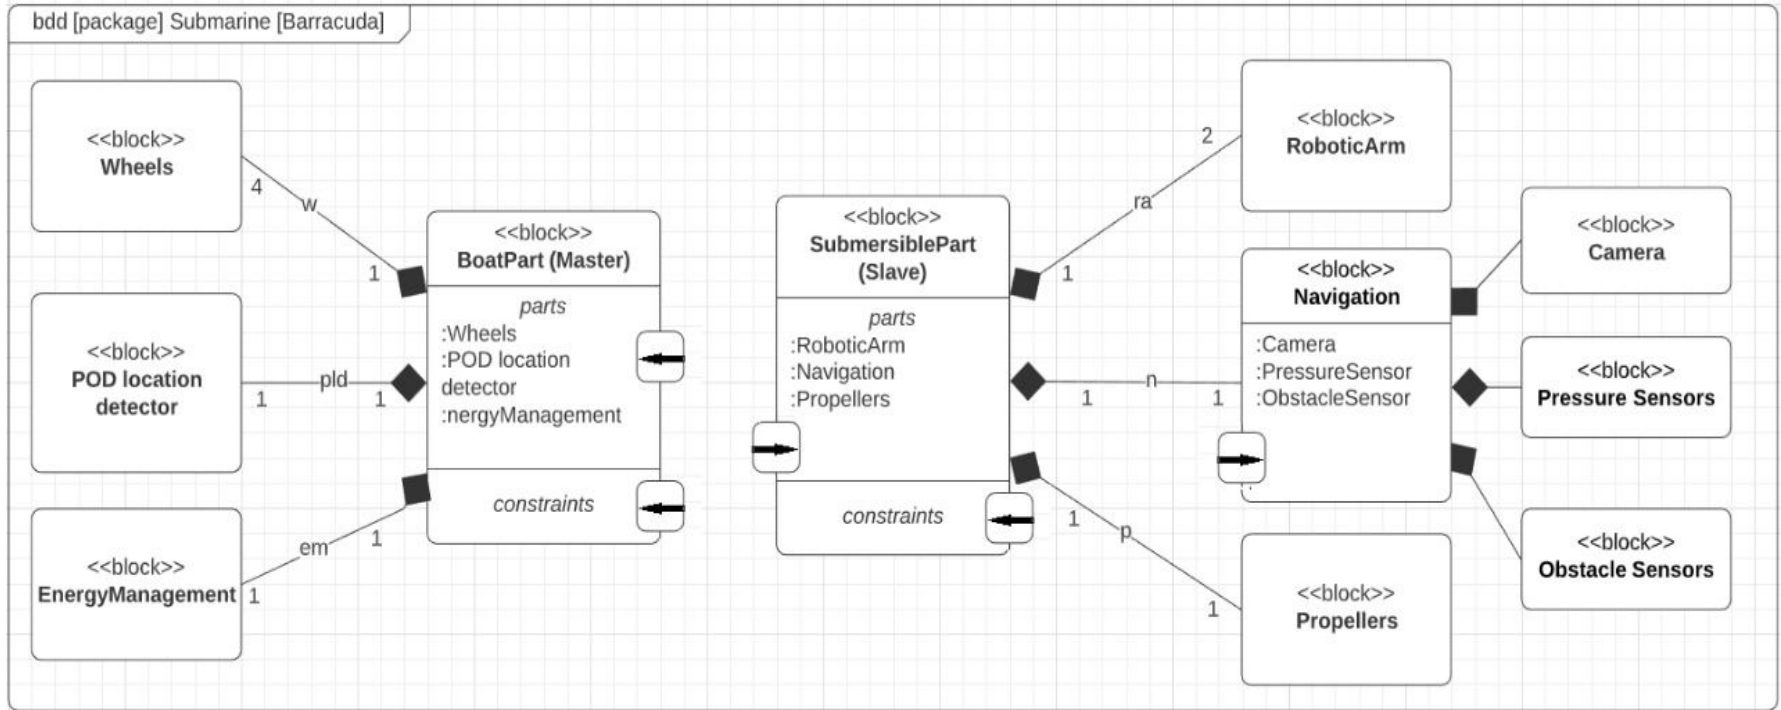 bdd [package] Submarine [Barracuda]
<<block>>
Wheels
4
w
1
<<block>>
POD location
detector
1
pld
1
<<block>>
EnergyManagement
1
em
1
<<block>>
BoatPart (Master)
parts
:Wheels
:POD location
detector
:nergyManagement
constraints
<<block>>
SubmersiblePart
(Slave)
parts
:RoboticArm
:Navigation
:Propellers
constraints
1
ra
2
1
n
1
1
p
1
<<block>>
RoboticArm
<<block>>
Navigation
:Camera
:PressureSensor
:ObstacleSensor
<<block>>
Propellers
<<block>>
Camera
<<block>>
Pressure Sensors
<<block>>
Obstacle Sensors